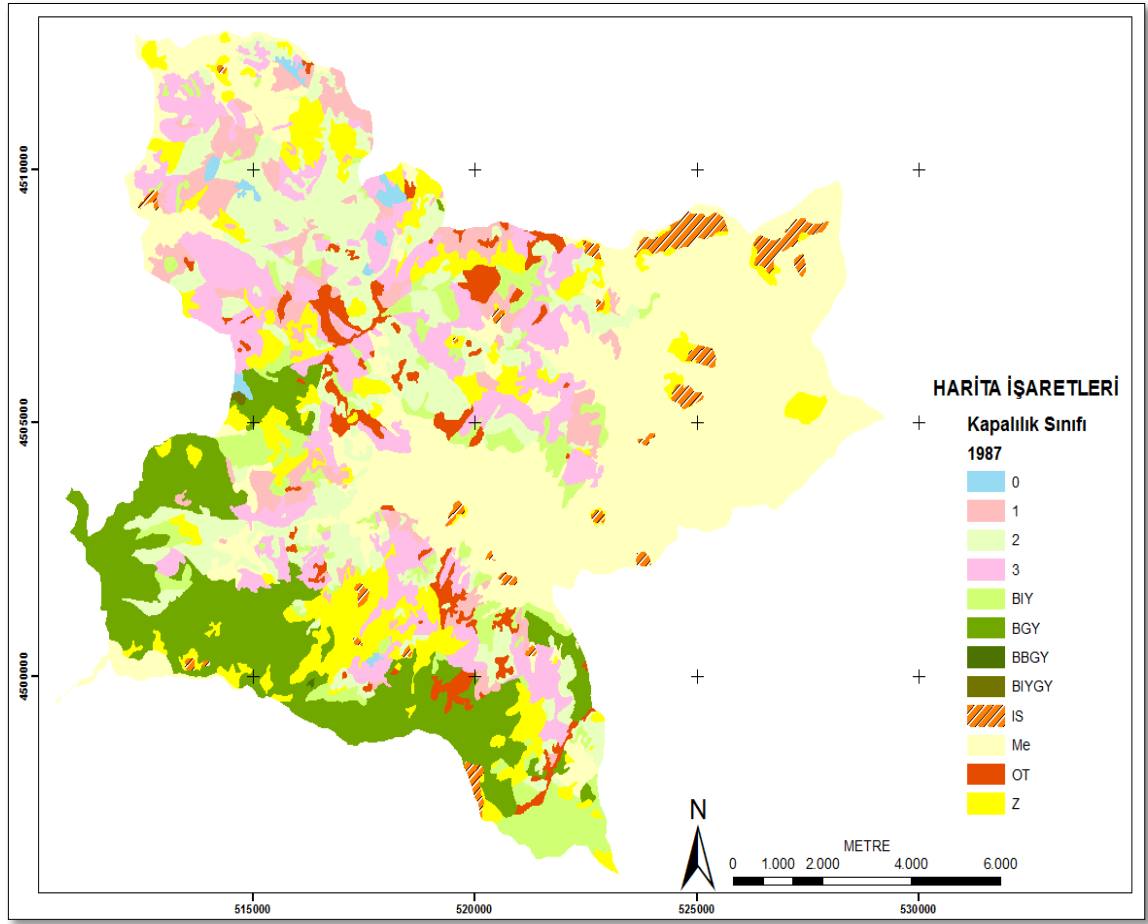 4510000
4505000
4500000
HARİTA İŞARETLERİ
Kapalılık Sınıfı
1987
0
1
2
3
BIY
BGY
BBGY
BIYGY
IS
Me
OT
Z
N
METRE
0 1.000 2.000 4.000 6.000
515000 520000 525000 530000